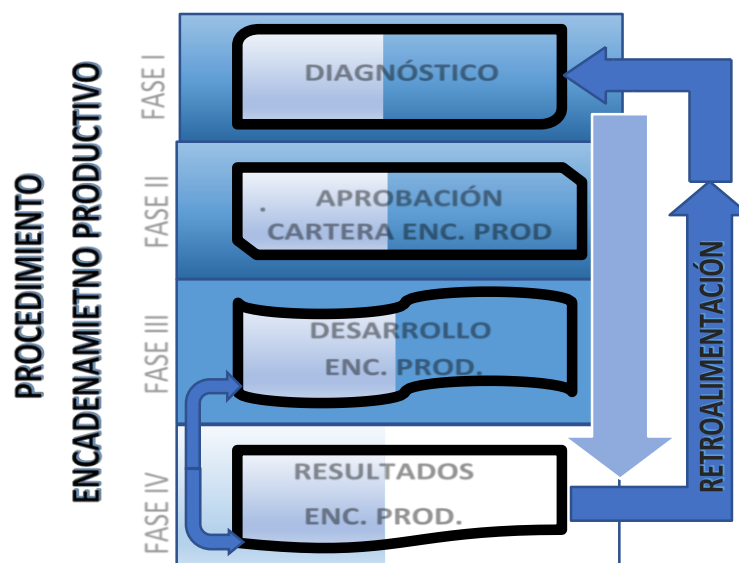 PROCEDIMIENTO
ENCADENAMIETNO PRODUCTIVO
FASE I
DIAGNÓSTICO
FASE II
. APROBACIÓN
CARTERA ENC. PROD
FASE III
DESARROLLO
ENC. PROD.
FASE IV
RESULTADOS
ENC. PROD.
RETROALIMENTACIÓN